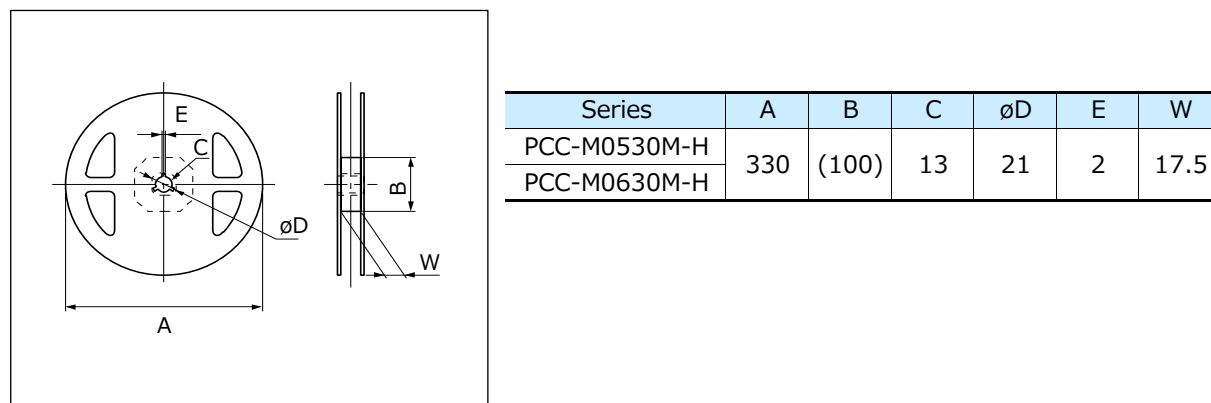 E
C
øD
A
B
W
Series A B C øD E W
PCC-M0530M-H 330 (100) 13 21 2 17.5
PCC-M0630M-H